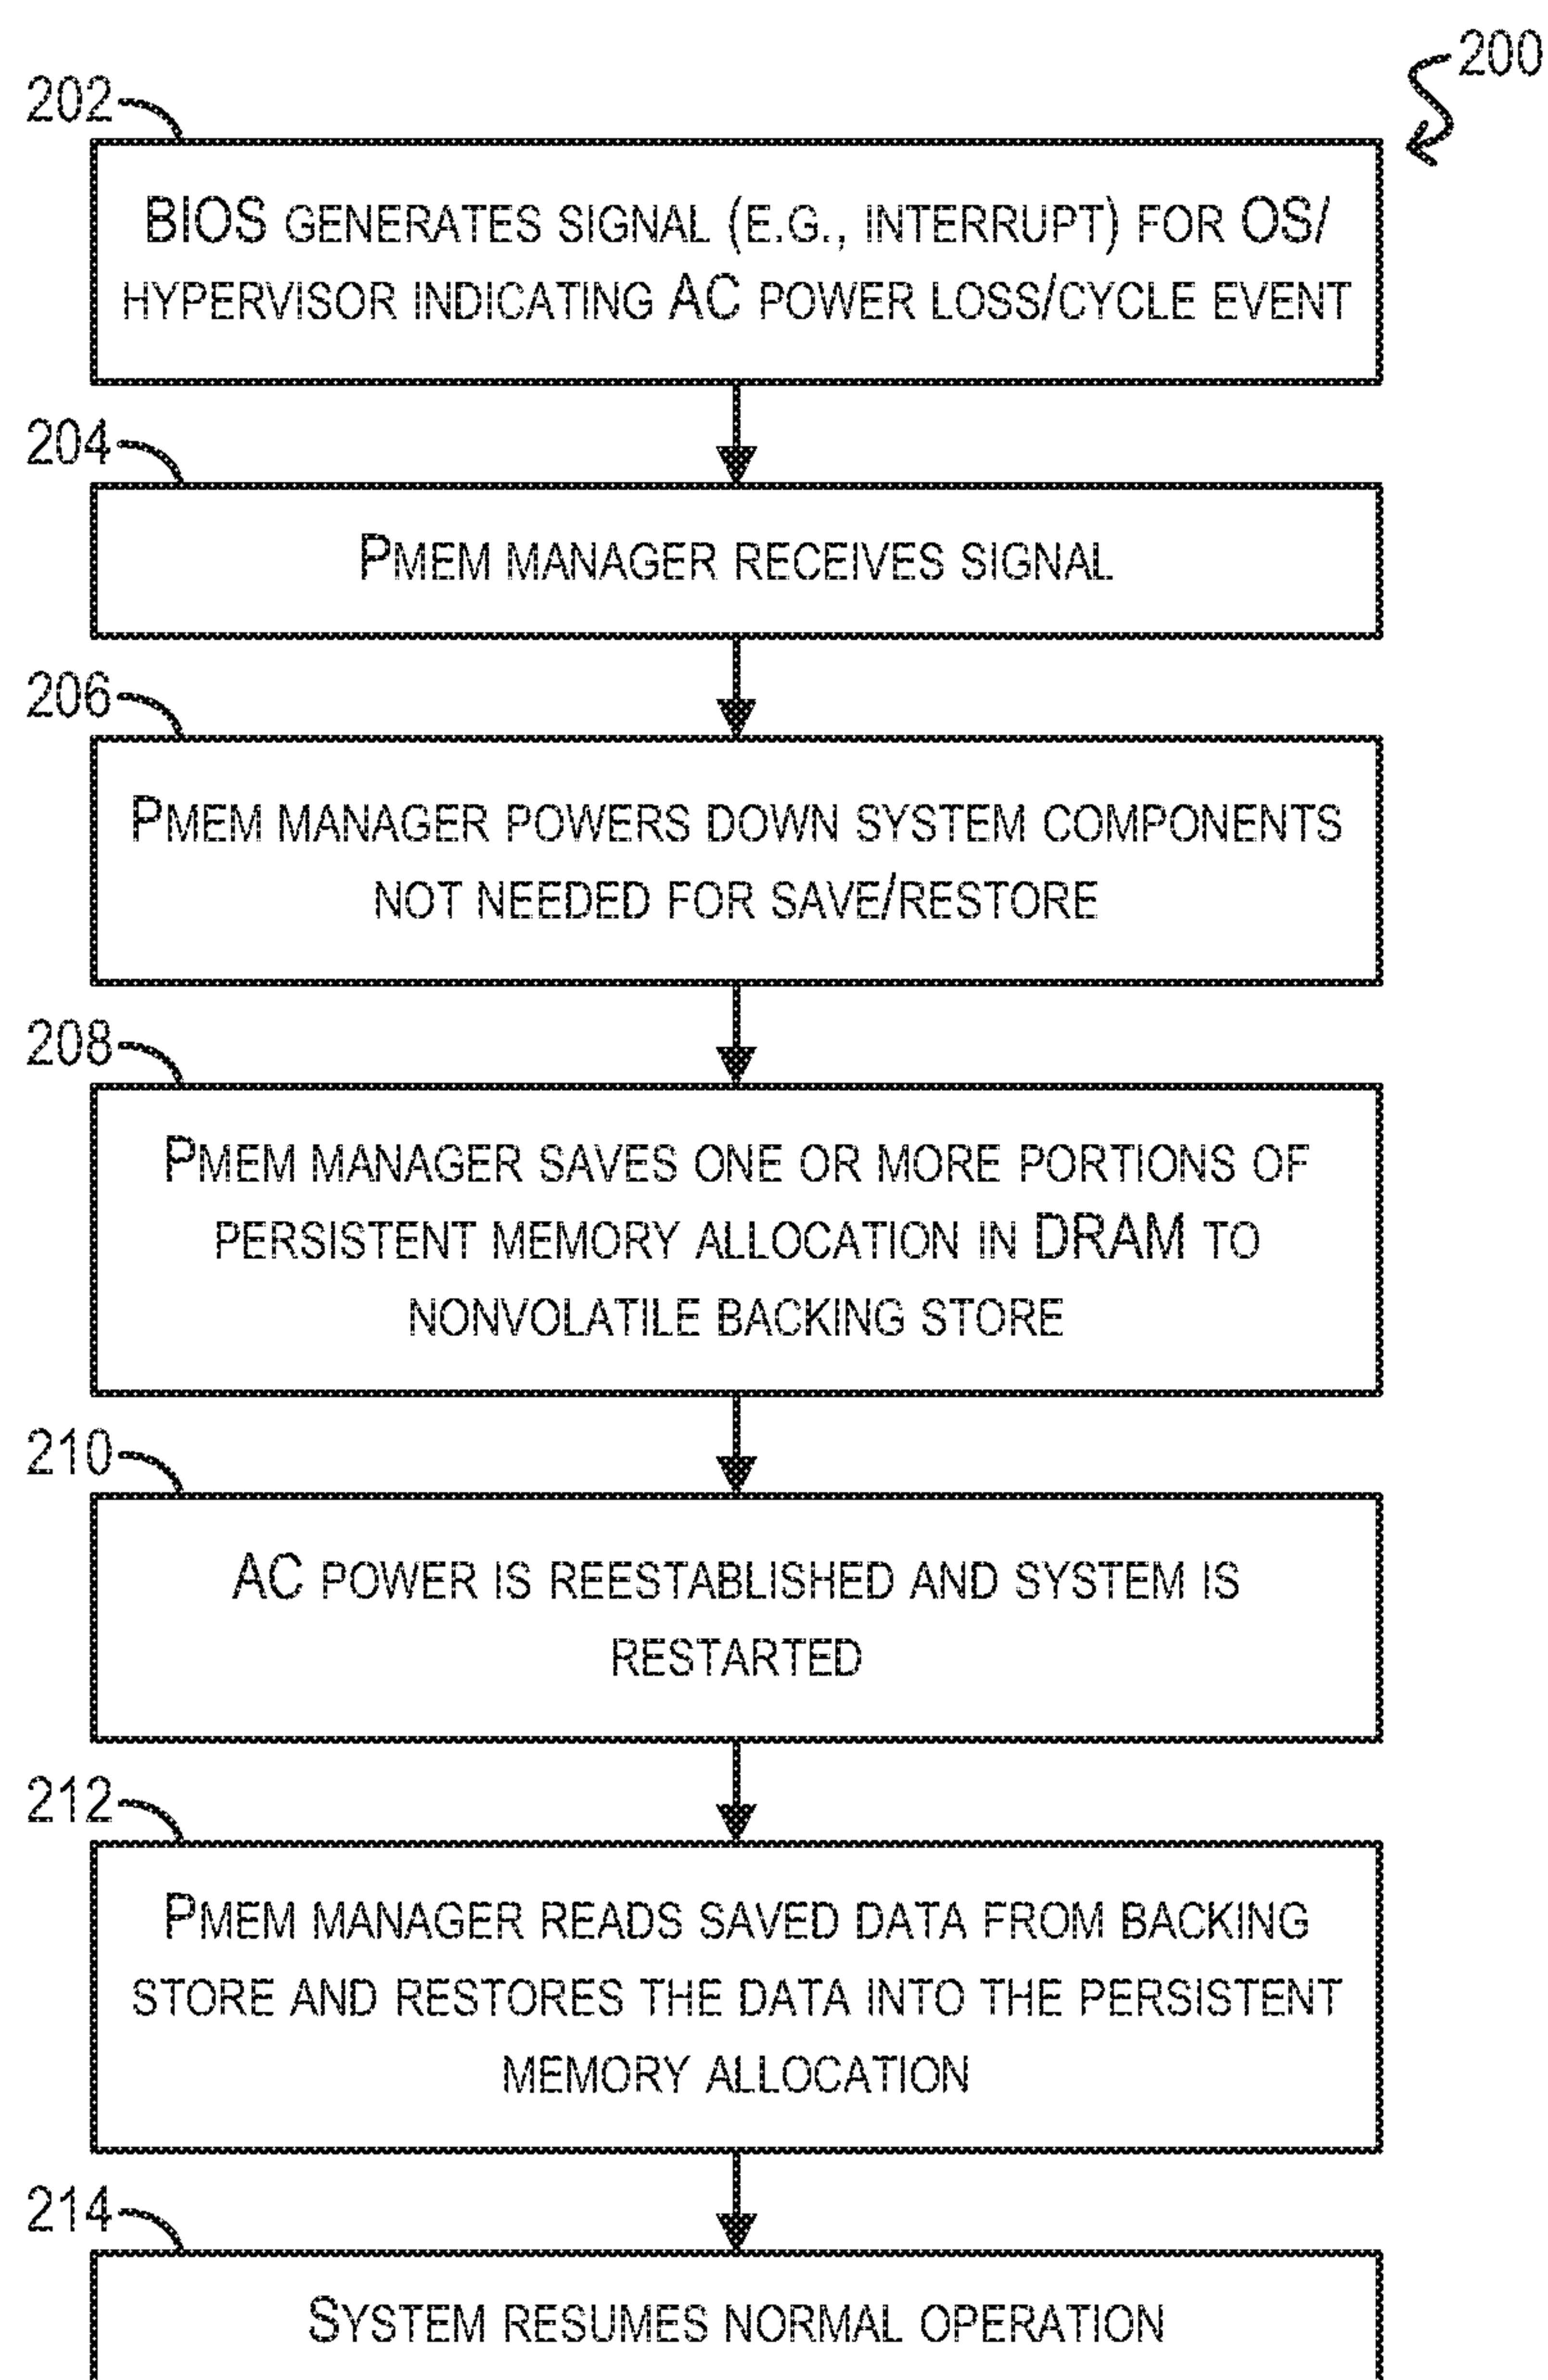 200
202
BIOS GENERATES SIGNAL (E.G., INTERRUPT) FOR OS/
HYPERVISOR INDICATING AC POWER LOSS/CYCLE EVENT
204
PMEM MANAGER RECEIVES SIGNAL
206
PMEM MANAGER POWERS DOWN SYSTEM COMPONENTS
NOT NEEDED FOR SAVE/RESTORE
208
PMEM MANAGER SAVES ONE OR MORE PORTIONS OF
PERSISTENT MEMORY ALLOCATION IN DRAM TO
NONVOLATILE BACKING STORE
210
AC POWER IS REESTABLISHED AND SYSTEM IS
RESTARTED
212
PMEM MANAGER READS SAVED DATA FROM BACKING
STORE AND RESTORES THE DATA INTO THE PERSISTENT
MEMORY ALLOCATION
214
SYSTEM RESUMES NORMAL OPERATION